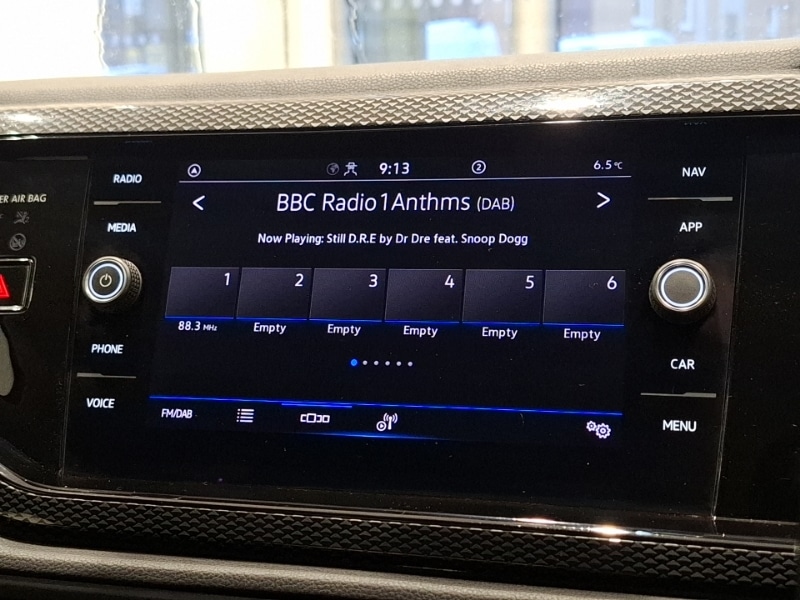 RADIO
MEDIA
PHONE
VOICE
ER AIR BAG
9:13
2
6.5°C
< BBC Radio1Anthms (DAB) >
Now Playing: Still D.R.E by Dr Dre feat. Snoop Dogg
1 2 3 4 5 6
88.3 MHz Empty Empty Empty Empty Empty
FM/DAB
NAV
APP
CAR
MENU